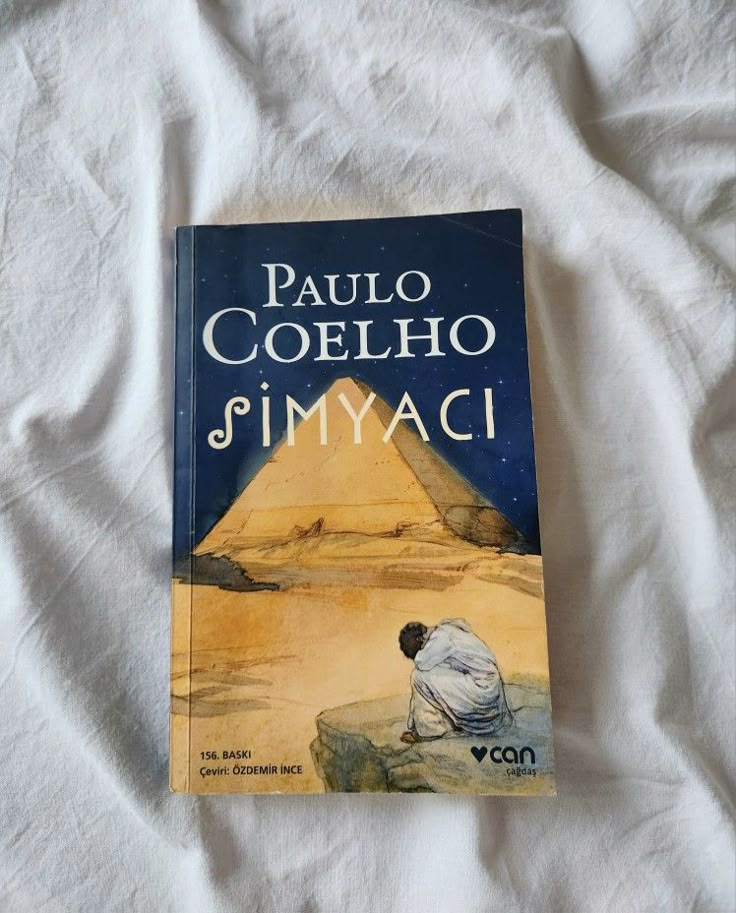 PAULO
COELHO
SİMYACI
156. BASKI
Çeviri: ÖZDEMİR İNCE
can
çağdaş